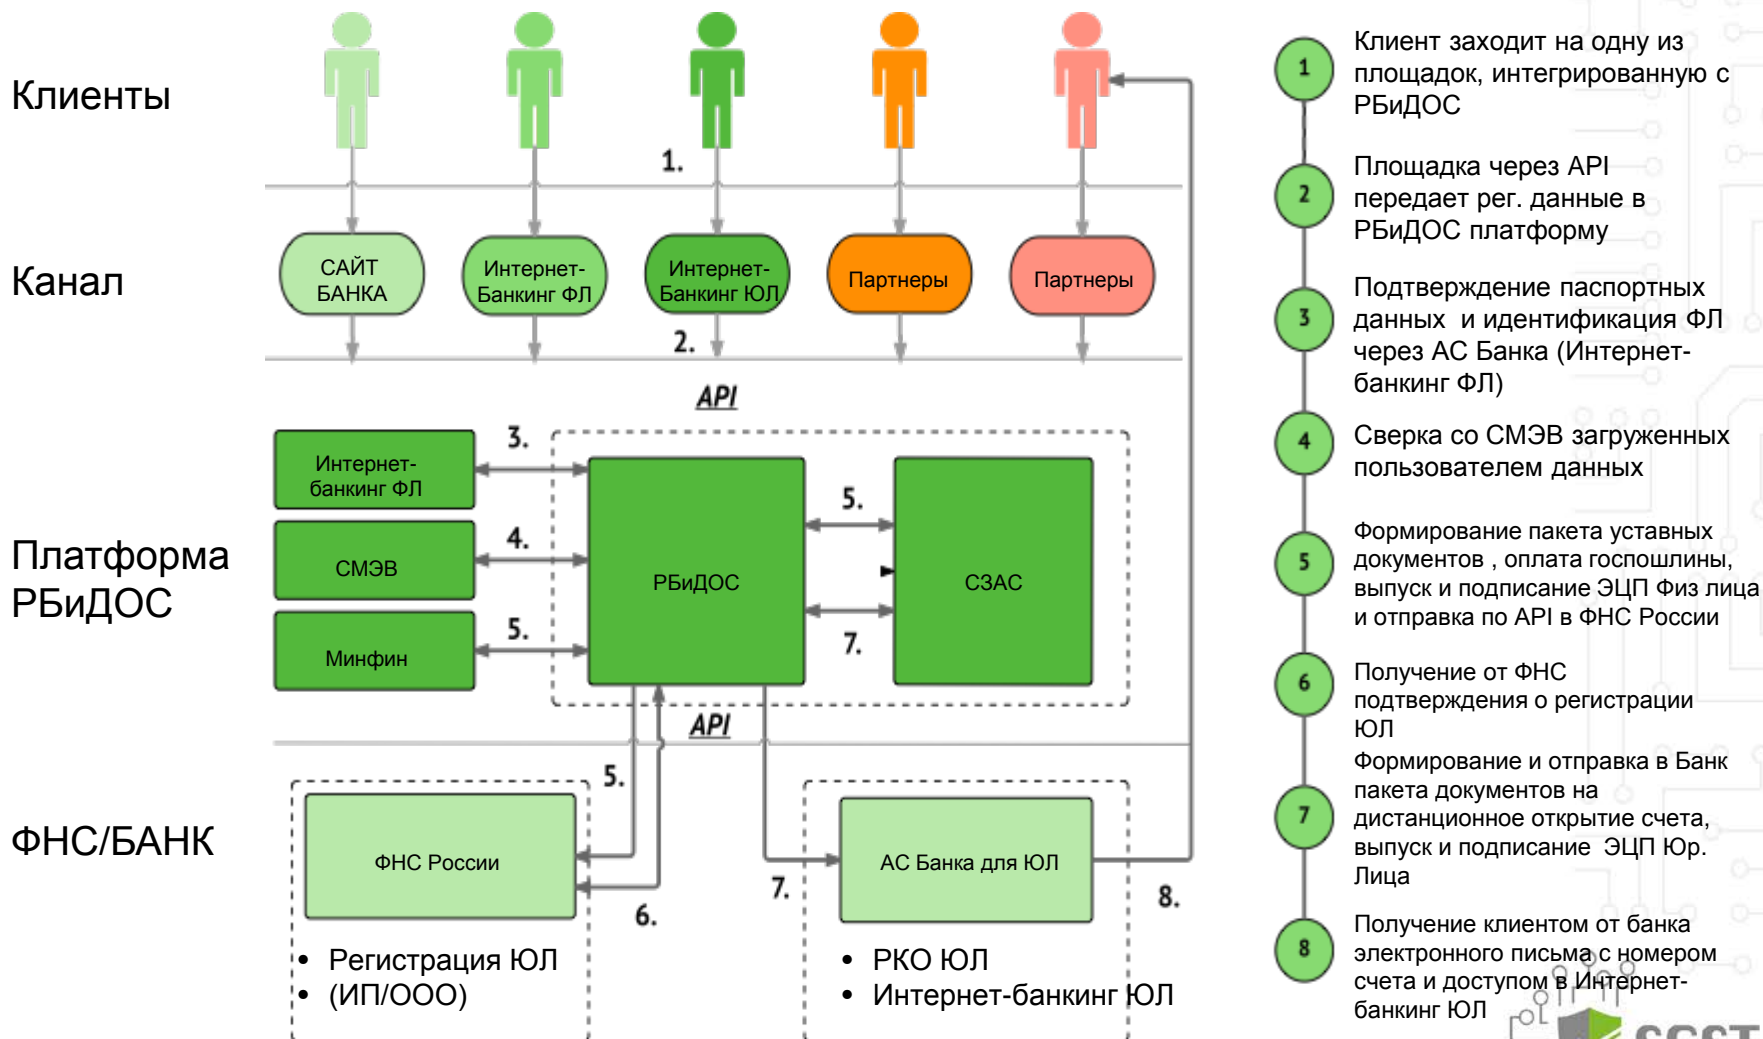 Клиенты
1.
Канал
САЙТ
БАНКА
Интернет-
Банкинг ФЛ
Интернет-
Банкинг ЮЛ
Партнеры
Партнеры
2.
API
Платформа
РБиДОС
Интернет-
банкинг ФЛ
СМЭВ
Минфин
3.
4.
5.
РБиДОС
5.
7.
СЗАС
API
ФНС/БАНК
5.
ФНС России
6.
7.
АС Банка для ЮЛ
8.
• Регистрация ЮЛ
• (ИП/ООО)
• РКО ЮЛ
• Интернет-банкинг ЮЛ
1
Клиент заходит на одну из
площадок, интегрированную с
РБиДОС
2
Площадка через API
передает рег. данные в
РБиДОС платформу
3
Подтверждение паспортных
данных и идентификация ФЛ
через АС Банка (Интернет-
банкинг ФЛ)
4
Сверка со СМЭВ загруженных
пользователем данных
5
Формирование пакета уставных
документов , оплата госпошлины,
выпуск и подписание ЭЦП Физ лица
и отправка по API в ФНС России
6
Получение от ФНС
подтверждения о регистрации
ЮЛ
7
Формирование и отправка в Банк
пакета документов на
дистанционное открытие счета,
выпуск и подписание ЭЦП Юр.
Лица
8
Получение клиентом от банка
электронного письма с номером
счета и доступом в Интернет-
банкинг ЮЛ